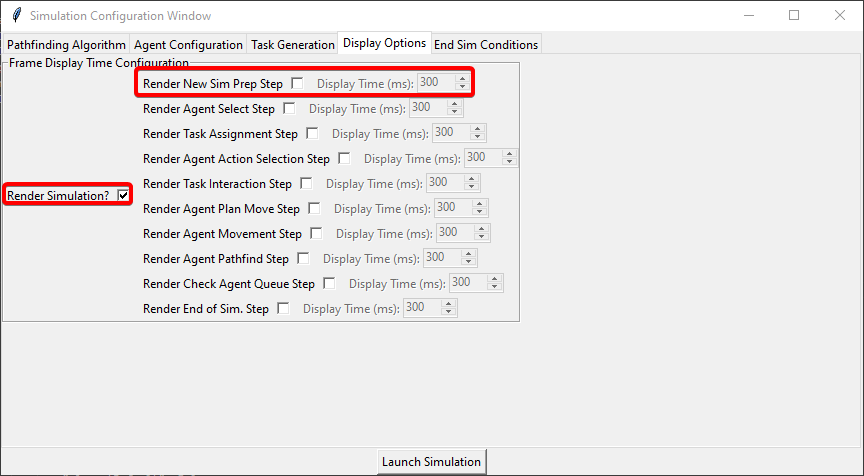 Simulation Configuration Window
Pathfinding Algorithm Agent Configuration Task Generation Display Options End Sim Conditions
Frame Display Time Configuration
Render New Sim Prep Step Display Time (ms): 300
Render Agent Select Step Display Time (ms): 300
Render Task Assignment Step Display Time (ms): 300
Render Agent Action Selection Step Display Time (ms): 300
Render Task Interaction Step Display Time (ms): 300
Render Simulation?
Render Agent Plan Move Step Display Time (ms): 300
Render Agent Movement Step Display Time (ms): 300
Render Agent Pathfind Step Display Time (ms): 300
Render Check Agent Queue Step Display Time (ms): 300
Render End of Sim. Step Display Time (ms): 300
Launch Simulation